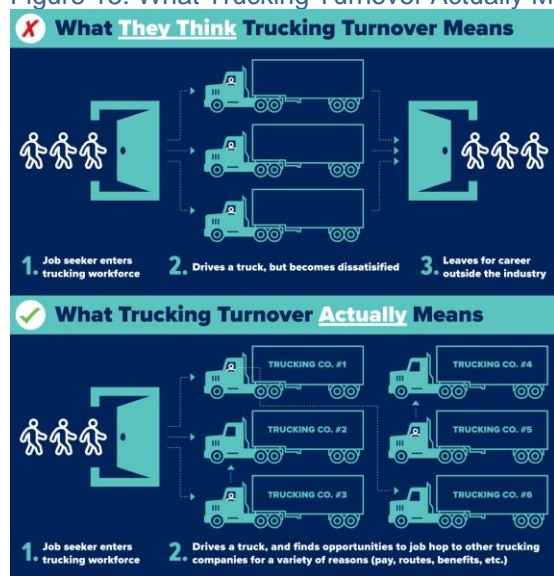 What They Think Trucking Turnover Means
1. Job seeker enters
trucking workforce
2. Drives a truck, but becomes dissatisified
3. Leaves for career
outside the industry
What Trucking Turnover Actually Means
TRUCKING CO. #1
TRUCKING CO. #4
TRUCKING CO. #2
TRUCKING CO. #5
TRUCKING CO. #3
TRUCKING CO. #6
1. Job seeker enters
trucking workforce
2. Drives a truck, and finds opportunities to job hop to other trucking
companies for a variety of reasons (pay, routes, benefits, etc.)